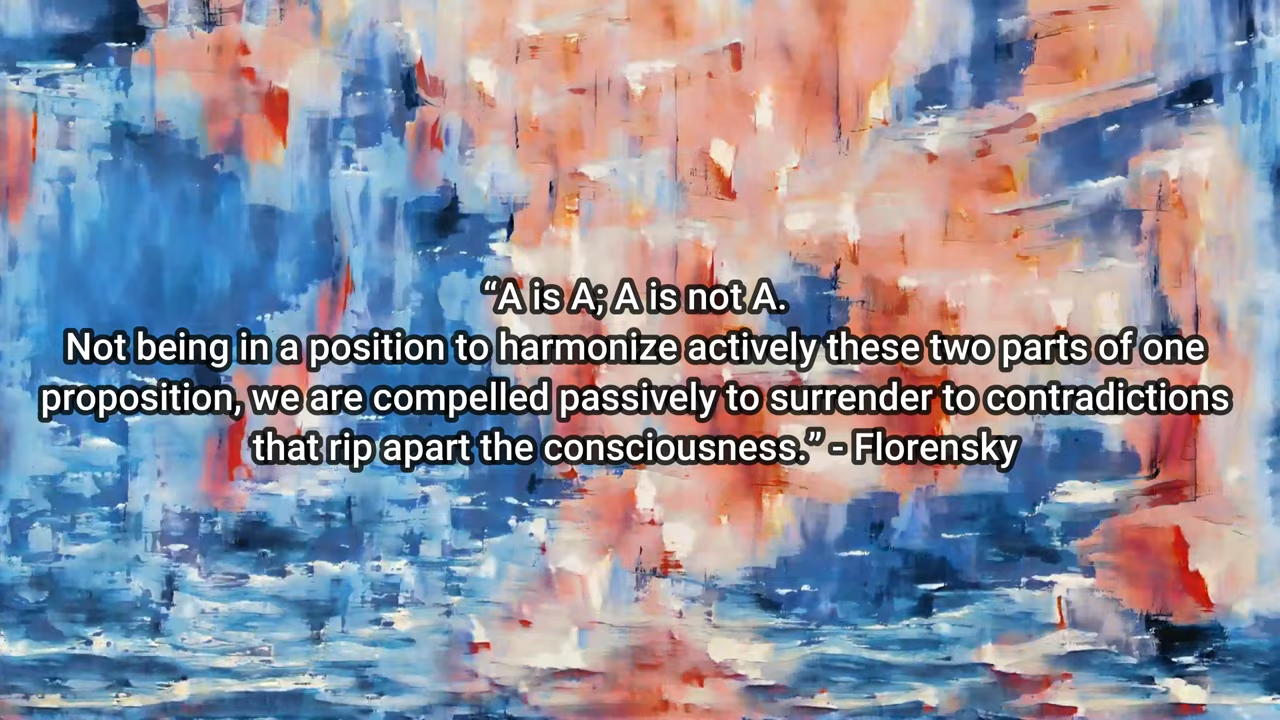 “A is A; A is not A.
Not being in a position to harmonize actively these two parts of one
proposition, we are compelled passively to surrender to contradictions
that rip apart the consciousness.” - Florensky